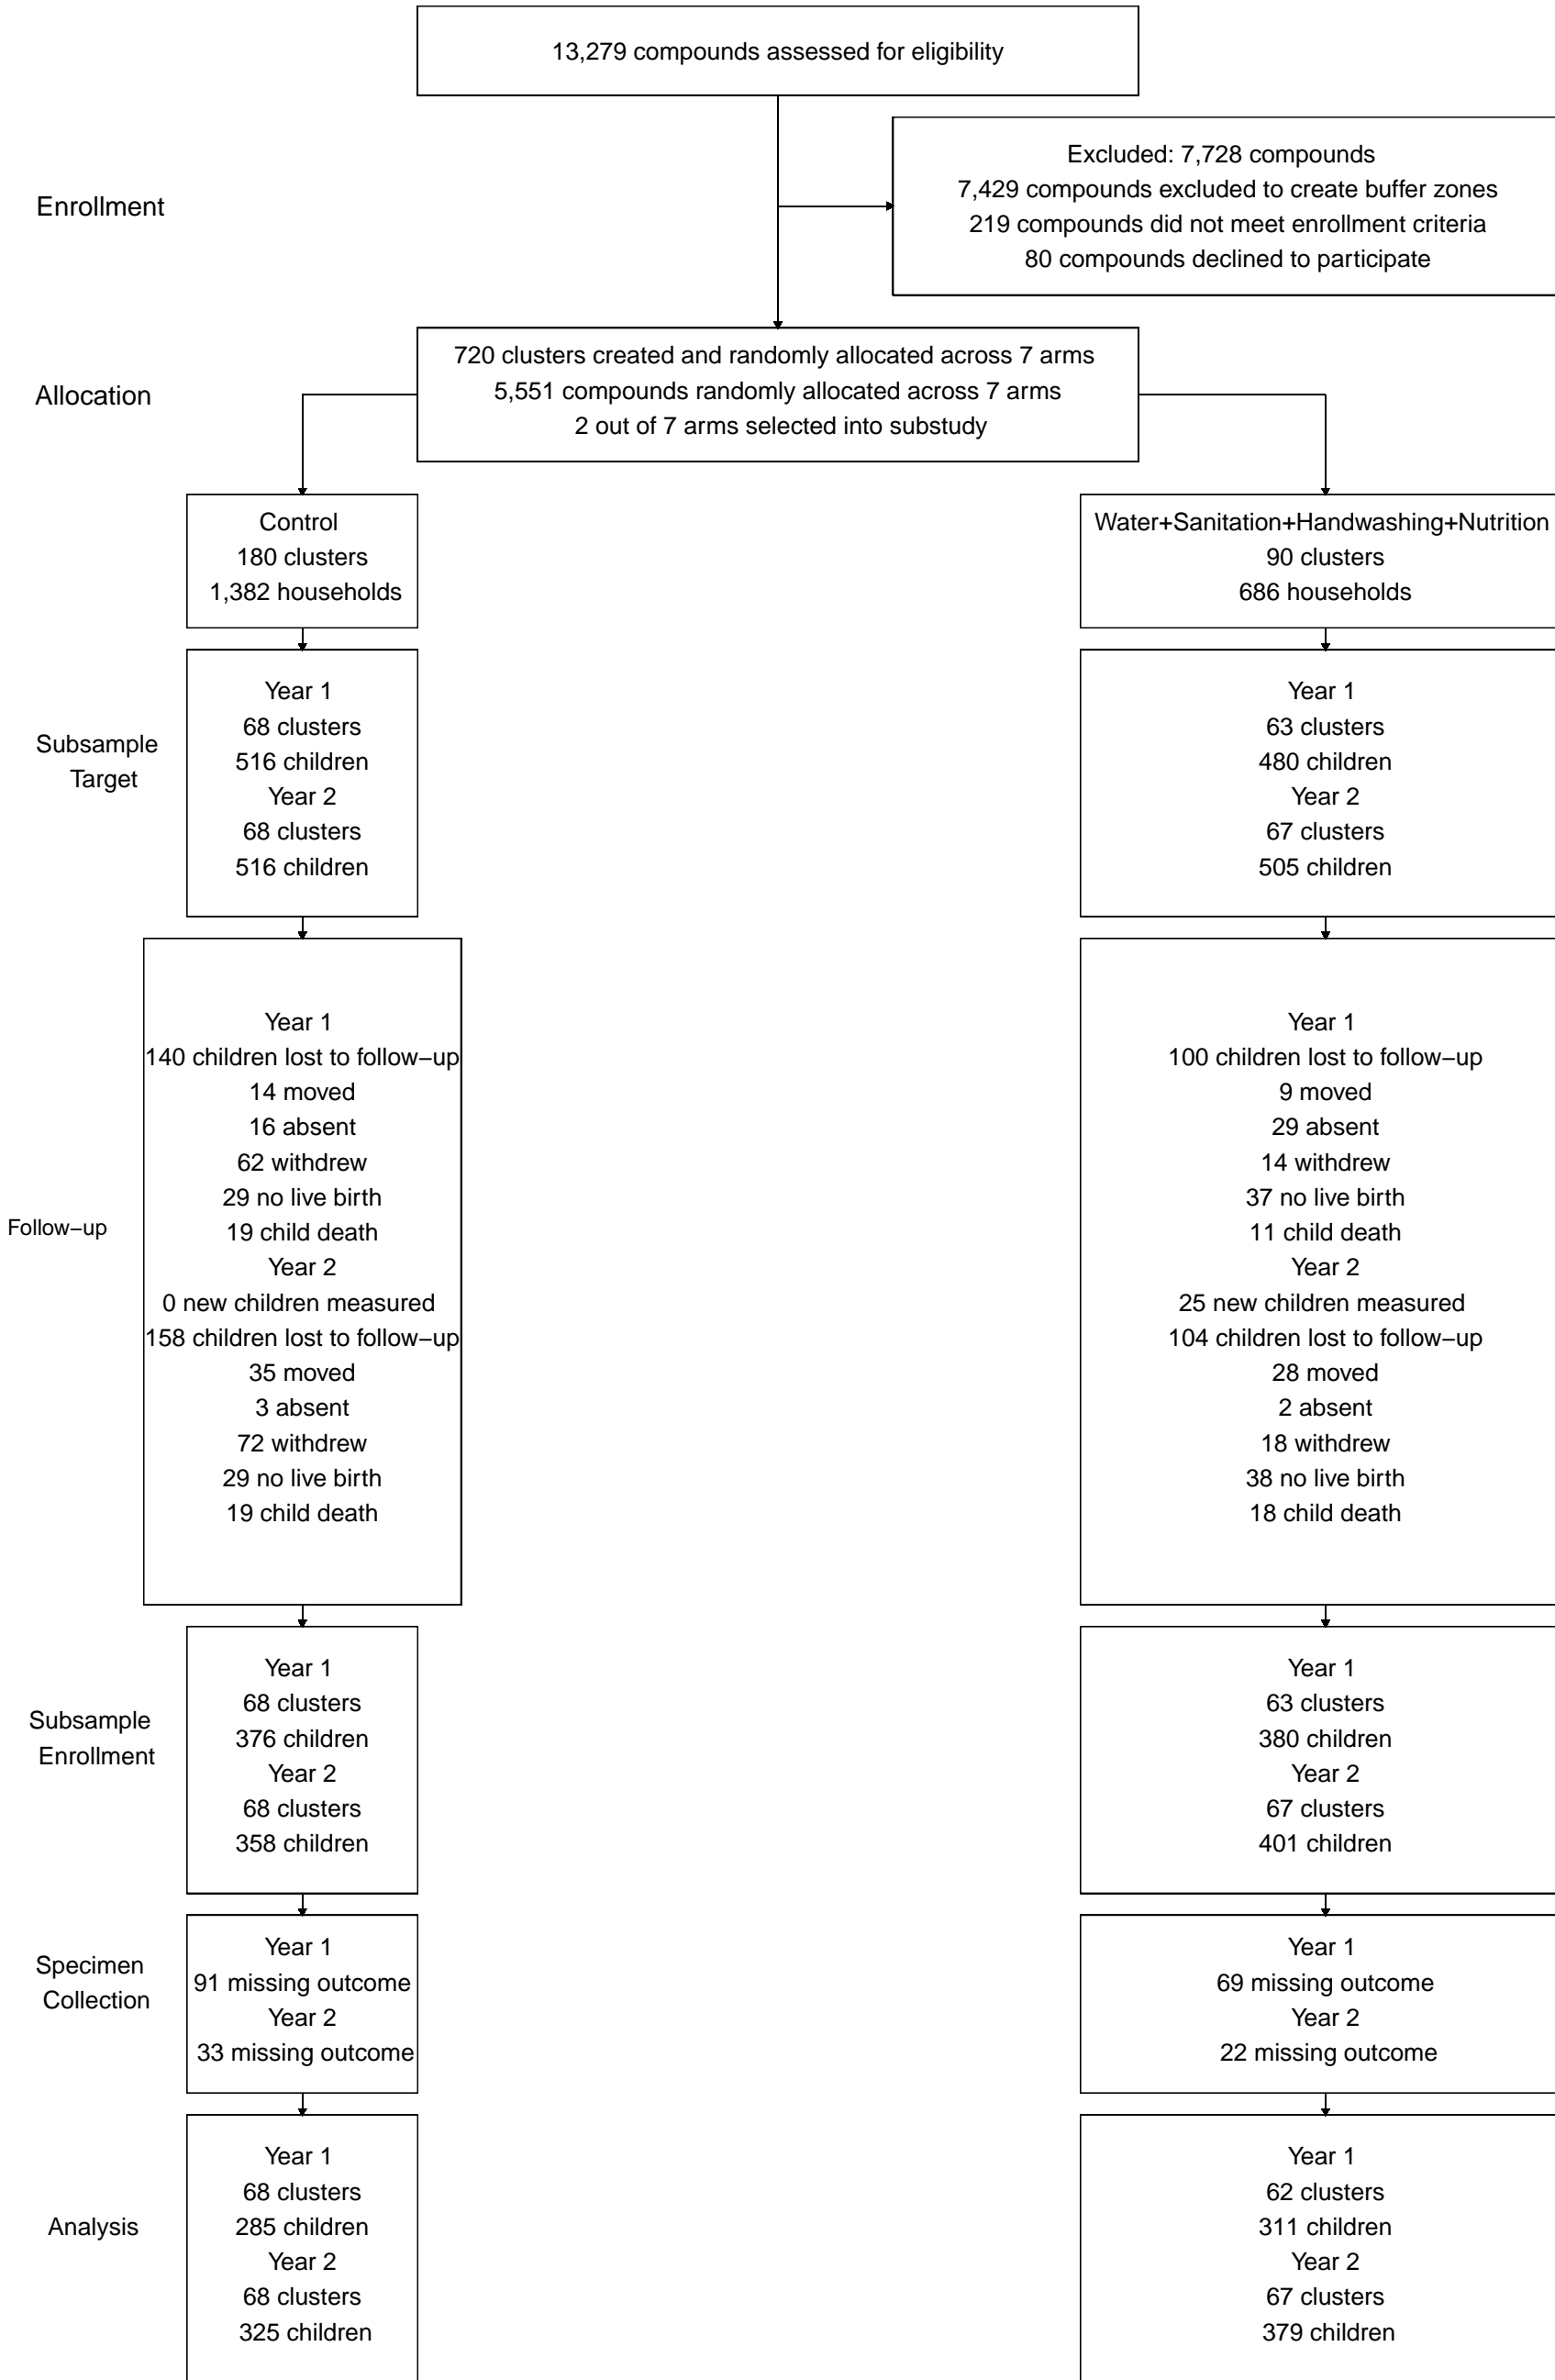 13,279 compounds assessed for eligibility
Enrollment
Excluded: 7,728 compounds
7,429 compounds excluded to create buffer zones
219 compounds did not meet enrollment criteria
80 compounds declined to participate
Allocation
720 clusters created and randomly allocated across 7 arms
5,551 compounds randomly allocated across 7 arms
2 out of 7 arms selected into substudy
Control
180 clusters
1,382 households
Water+Sanitation+Handwashing+Nutrition
90 clusters
686 households
Subsample
Target
Year 1
68 clusters
516 children
Year 2
68 clusters
516 children
Year 1
63 clusters
480 children
Year 2
67 clusters
505 children
Follow−up
Year 1
140 children lost to follow−up
14 moved
16 absent
62 withdrew
29 no live birth
19 child death
Year 2
0 new children measured
158 children lost to follow−up
35 moved
3 absent
72 withdrew
29 no live birth
19 child death
Year 1
100 children lost to follow−up
9 moved
29 absent
14 withdrew
37 no live birth
11 child death
Year 2
25 new children measured
104 children lost to follow−up
28 moved
2 absent
18 withdrew
38 no live birth
18 child death
Subsample
Enrollment
Year 1
68 clusters
376 children
Year 2
68 clusters
358 children
Year 1
63 clusters
380 children
Year 2
67 clusters
401 children
Specimen
Collection
Year 1
91 missing outcome
Year 2
33 missing outcome
Year 1
69 missing outcome
Year 2
22 missing outcome
Analysis
Year 1
68 clusters
285 children
Year 2
68 clusters
325 children
Year 1
62 clusters
311 children
Year 2
67 clusters
379 children